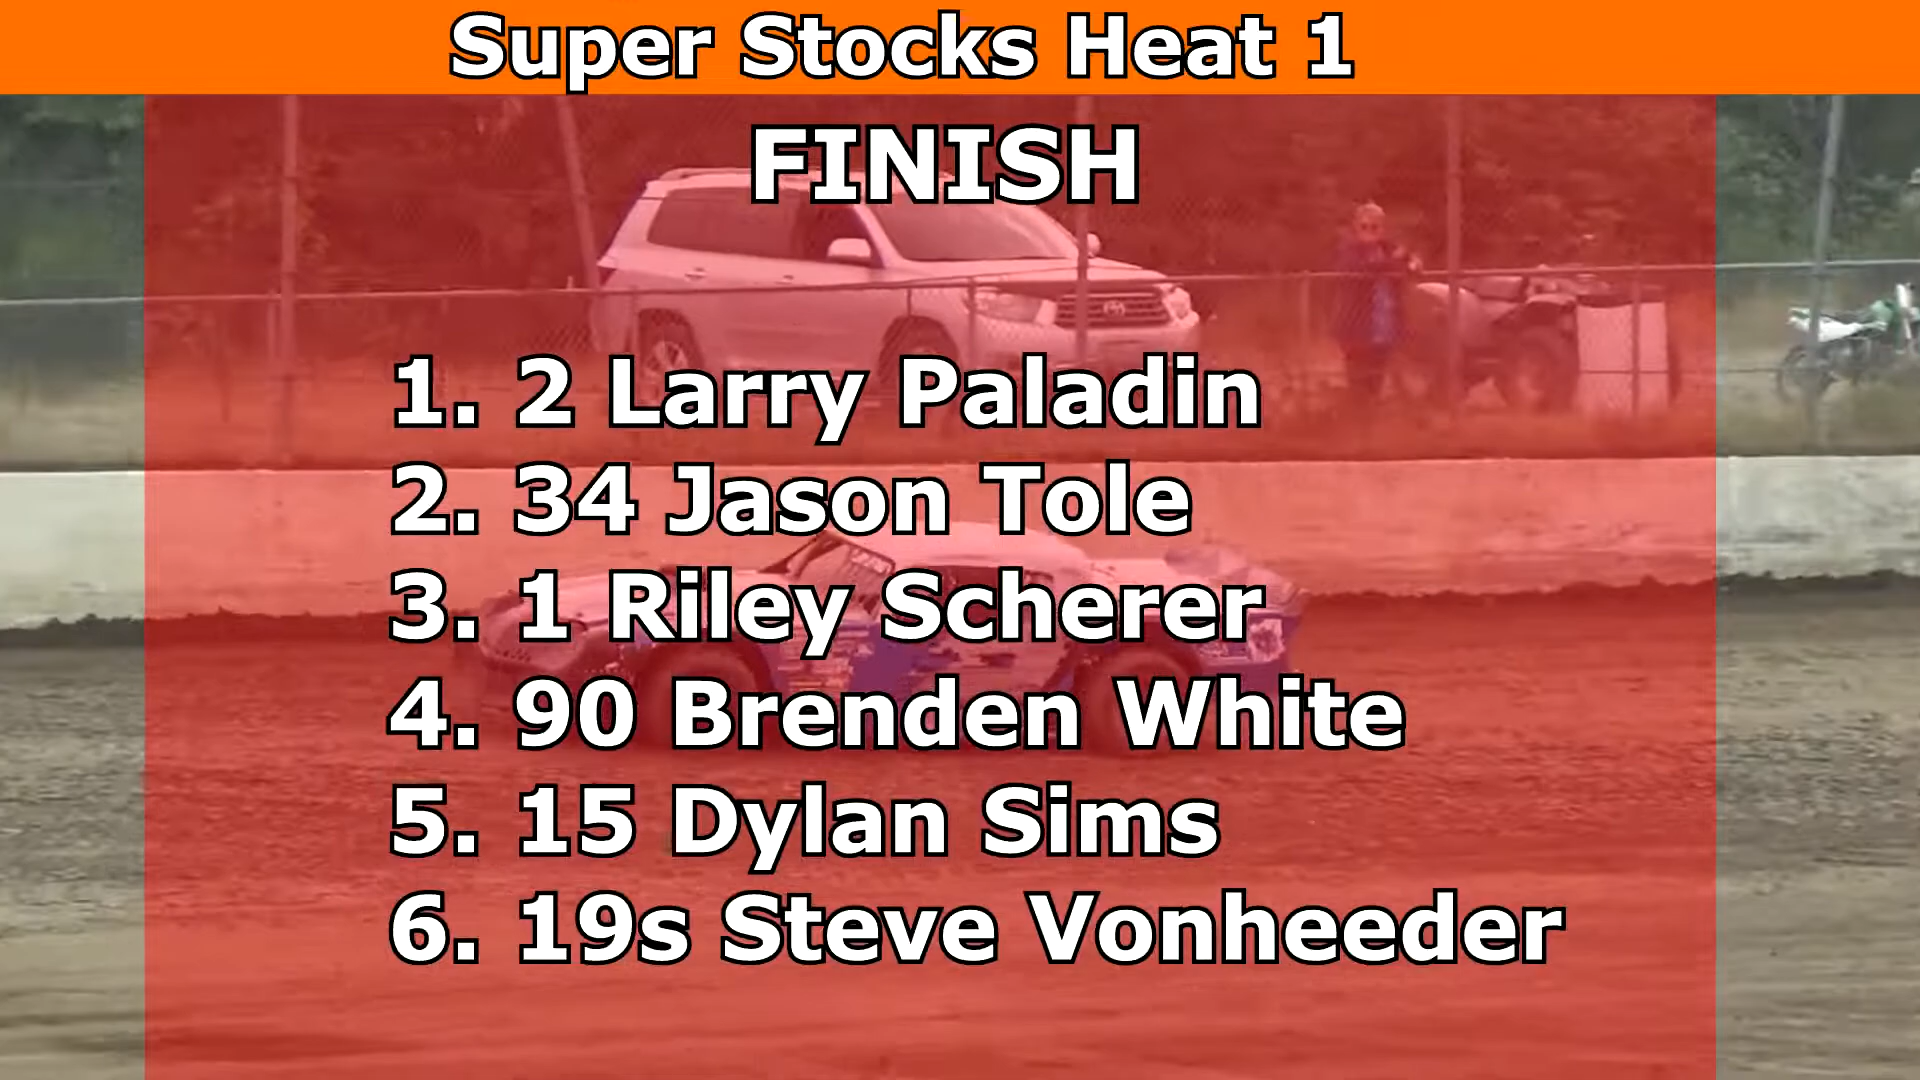 Super Stocks Heat 1
FINISH
1. 2 Larry Paladin
2. 34 Jason Tole
3. 1 Riley Scherer
4. 90 Brenden White
5. 15 Dylan Sims
6. 19s Steve Vonheeder